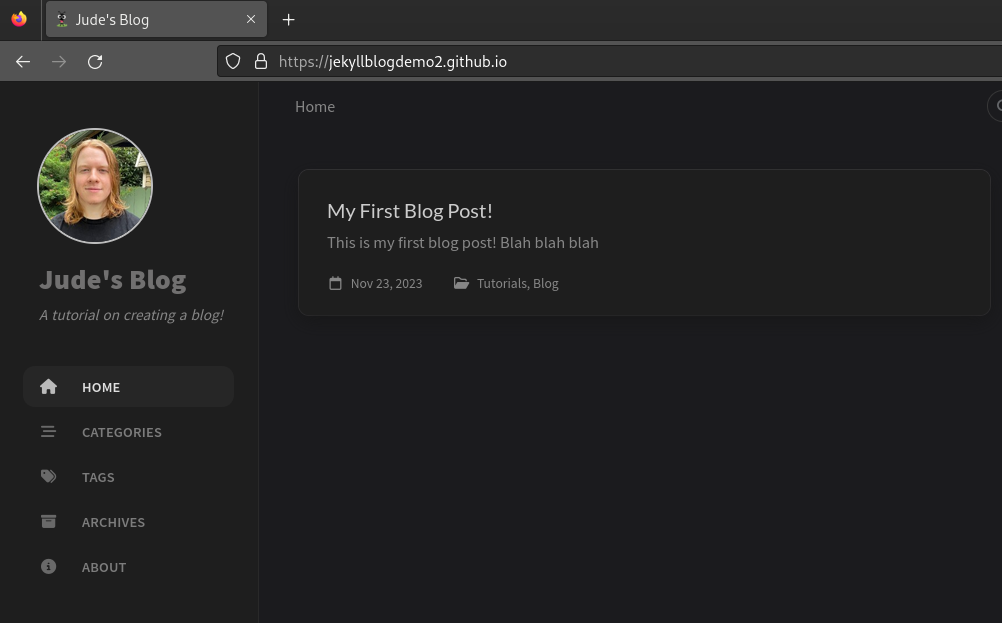 Jude's Blog
https://jekyllblogdemo2.github.io
Home
Jude's Blog
A tutorial on creating a blog!
HOME
CATEGORIES
TAGS
ARCHIVES
ABOUT
My First Blog Post!
This is my first blog post! Blah blah blah
Nov 23, 2023 Tutorials, Blog